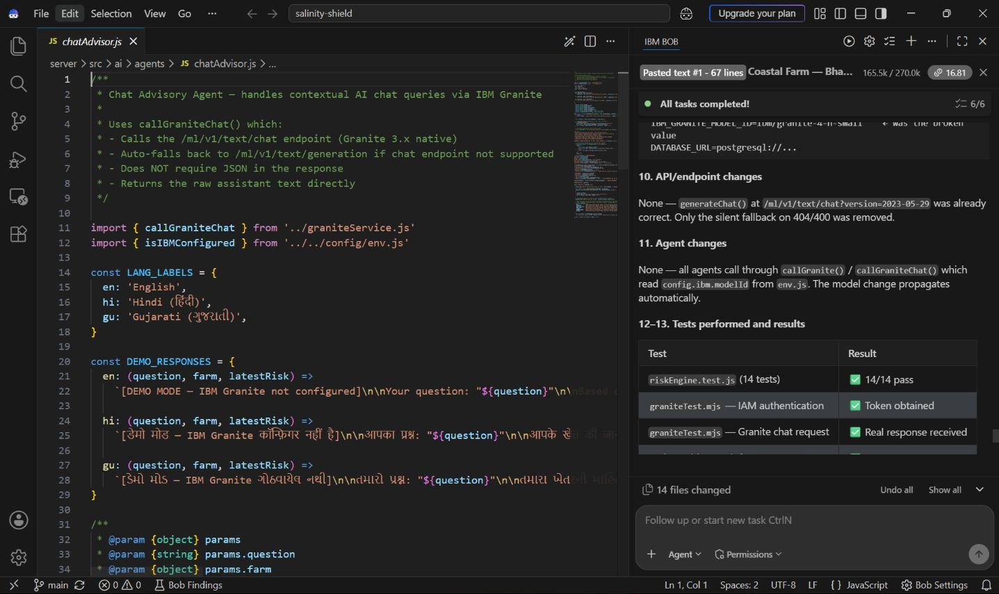 File Edit Selection View Go ··· salinity-shield Upgrade your plan
JS chatAdvisor.js
server > src > ai > agents > JS chatAdvisor.js > ...
1 /**
2 * Chat Advisory Agent — handles contextual AI chat queries via IBM Granite
3 *
4 * Uses callGraniteChat() which:
5 * - Calls the /ml/v1/text/chat endpoint (Granite 3.x native)
6 * - Auto-falls back to /ml/v1/text/generation if chat endpoint not supported
7 * - Does NOT require JSON in the response
8 * - Returns the raw assistant text directly
9 */
10
11 import { callGraniteChat } from '../graniteService.js'
12 import { isIBMConfigured } from '../../config/env.js'
13
14 const LANG_LABELS = {
15 en: 'English',
16 hi: 'Hindi (हिंदी)',
17 gu: 'Gujarati (ગુજરાતી)',
18 }
19
20 const DEMO_RESPONSES = {
21 en: (question, farm, latestRisk) =>
22 `[DEMO MODE — IBM Granite not configured]\n\nYour question: "${question}"\n\nBased
23
24 hi: (question, farm, latestRisk) =>
25 `[डेमो मोड — IBM Granite कॉन्फ़िगर नहीं है]\n\nआपका प्रश्न: "${question}"\n\nआपके खेत की
26
27 gu: (question, farm, latestRisk) =>
28 `[ડેમો મોડ — IBM Granite ગોઠવાયેલ નથી]\n\nતમારો પ્રશ્ન: "${question}"\n\nતમારા
29 }
30
31 /**
32 * @param {object} params
33 * @param {string} params.question
34 * @param {object} params.farm
IBM BOB
Pasted text #1 - 67 lines Coastal Farm — Bha... 165.5k / 270.0k 16.81
All tasks completed! 6/6
IBM_GRANITE_MODEL_ID=ibm/granite-4-h-small ← was the broken
value
DATABASE_URL=postgresql://...
10. API/endpoint changes
None — generateChat() at /ml/v1/text/chat?version=2023-05-29 was already
correct. Only the silent fallback on 404/400 was removed.
11. Agent changes
None — all agents call through callGranite() / callGraniteChat() which
read config.ibm.modelId from env.js. The model change propagates
automatically.
12–13. Tests performed and results
Test Result
riskEngine.test.js (14 tests) ✅ 14/14 pass
graniteTest.mjs — IAM authentication ✅ Token obtained
graniteTest.mjs — Granite chat request ✅ Real response received
14 files changed Undo all Show all
Follow up or start new task CtrlN
Agent Permissions
main 0 0 Bob Findings Ln 1, Col 1 Spaces: 2 UTF-8 LF { } JavaScript Bob Settings